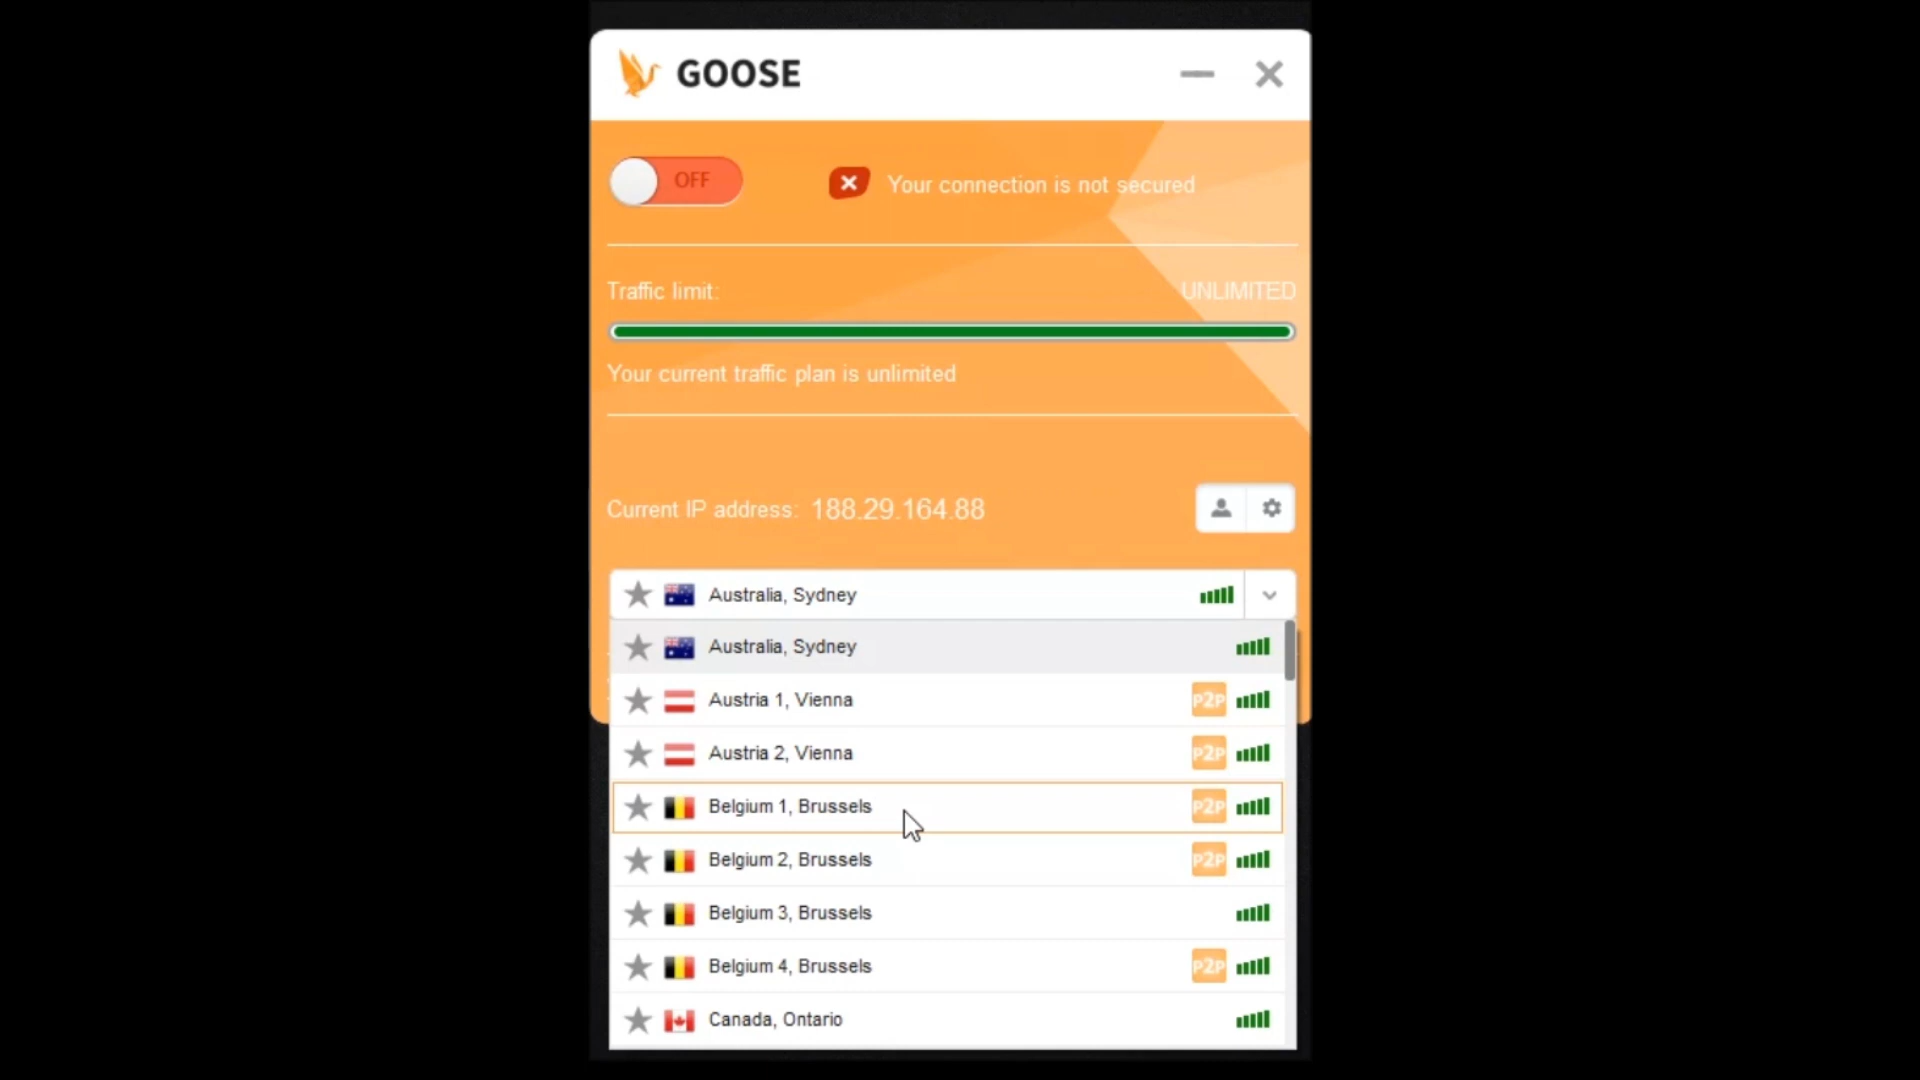 GOOSE
OFF
Your connection is not secured
Traffic limit:
UNLIMITED
Your current traffic plan is unlimited
Current IP address: 188.29.164.88
Australia, Sydney
Australia, Sydney
Austria 1, Vienna P2P
Austria 2, Vienna P2P
Belgium 1, Brussels P2P
Belgium 2, Brussels P2P
Belgium 3, Brussels
Belgium 4, Brussels P2P
Canada, Ontario